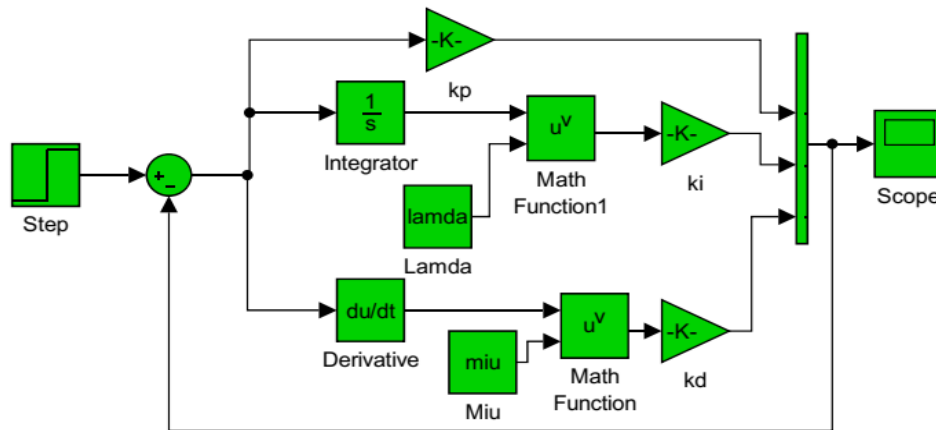 -K-
kp
1
s
Integrator
u^v
Math
Function1
-K-
ki
Scope
+
−
Step
lamda
Lamda
du/dt
Derivative
miu
Miu
u^v
Math
Function
-K-
kd